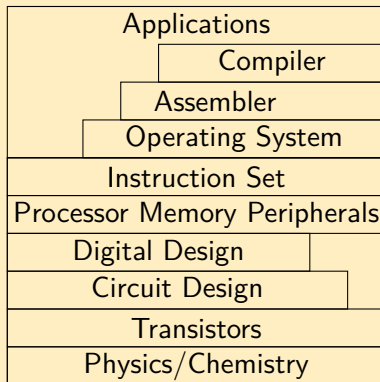 Applications
Compiler
Assembler
Operating System
Instruction Set
Processor Memory Peripherals
Digital Design
Circuit Design
Transistors
Physics/Chemistry